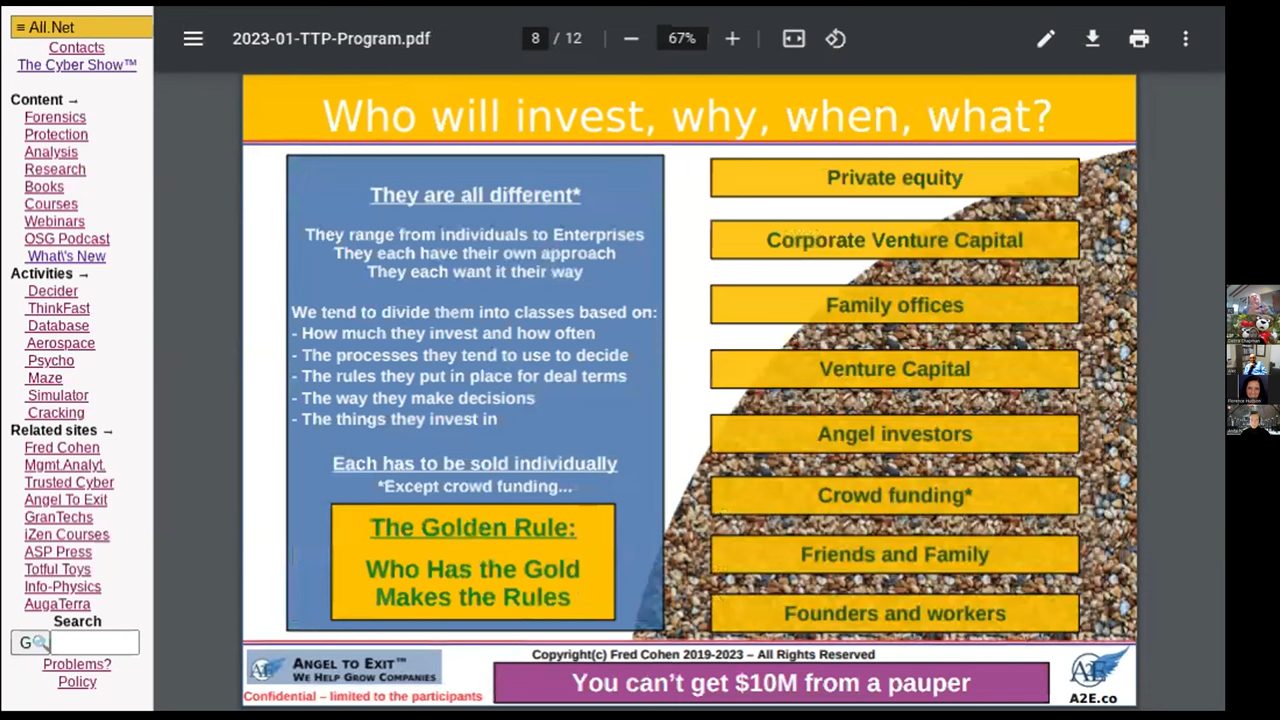 ≡ All.Net
Contacts
The Cyber Show™
Content →
Forensics
Protection
Analysis
Research
Books
Courses
Webinars
OSG Podcast
What\'s New
Activities →
Decider
ThinkFast
Database
Aerospace
Psycho
Maze
Simulator
Cracking
Related sites →
Fred Cohen
Mgmt.Analyt.
Trusted Cyber
Angel To Exit
GranTechs
iZen Courses
ASP Press
Totful Toys
Info-Physics
AugaTerra
Search
G
Problems?
Policy
2023-01-TTP-Program.pdf
8 / 12
67%
Who will invest, why, when, what?
They are all different*
They range from individuals to Enterprises
They each have their own approach
They each want it their way
We tend to divide them into classes based on:
- How much they invest and how often
- The processes they tend to use to decide
- The rules they put in place for deal terms
- The way they make decisions
- The things they invest in
Each has to be sold individually
*Except crowd funding...
The Golden Rule:
Who Has the Gold
Makes the Rules
Private equity
Corporate Venture Capital
Family offices
Venture Capital
Angel investors
Crowd funding*
Friends and Family
Founders and workers
ANGEL TO EXIT™
WE HELP GROW COMPANIES
Confidential – limited to the participants
Copyright(c) Fred Cohen 2019-2023 – All Rights Reserved
You can't get $10M from a pauper
A2E
A2E.co